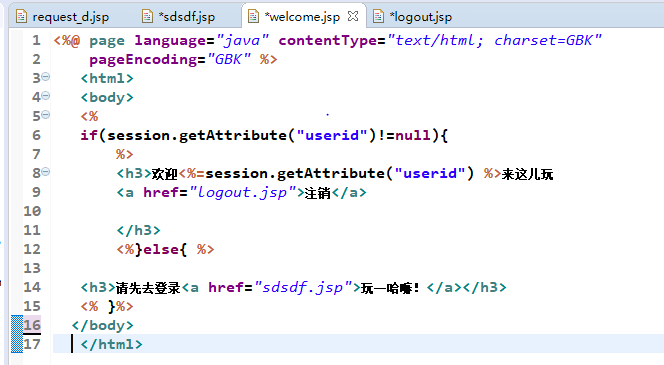 request_d.jsp *sdsdf.jsp *welcome.jsp *logout.jsp
1 <%@ page language="java" contentType="text/html; charset=GBK"
2 pageEncoding="GBK" %>
3 <html>
4 <body>
5 <%
6 if(session.getAttribute("userid")!=null){
7 %>
8 <h3>欢迎<%=session.getAttribute("userid") %>来这儿玩
9 <a href="logout.jsp">注销</a>
10
11 </h3>
12 <%}else{ %>
13
14 <h3>请先去登录<a href="sdsdf.jsp">玩一哈嘛！</a></h3>
15 <% }%>
16 </body>
17 </html>